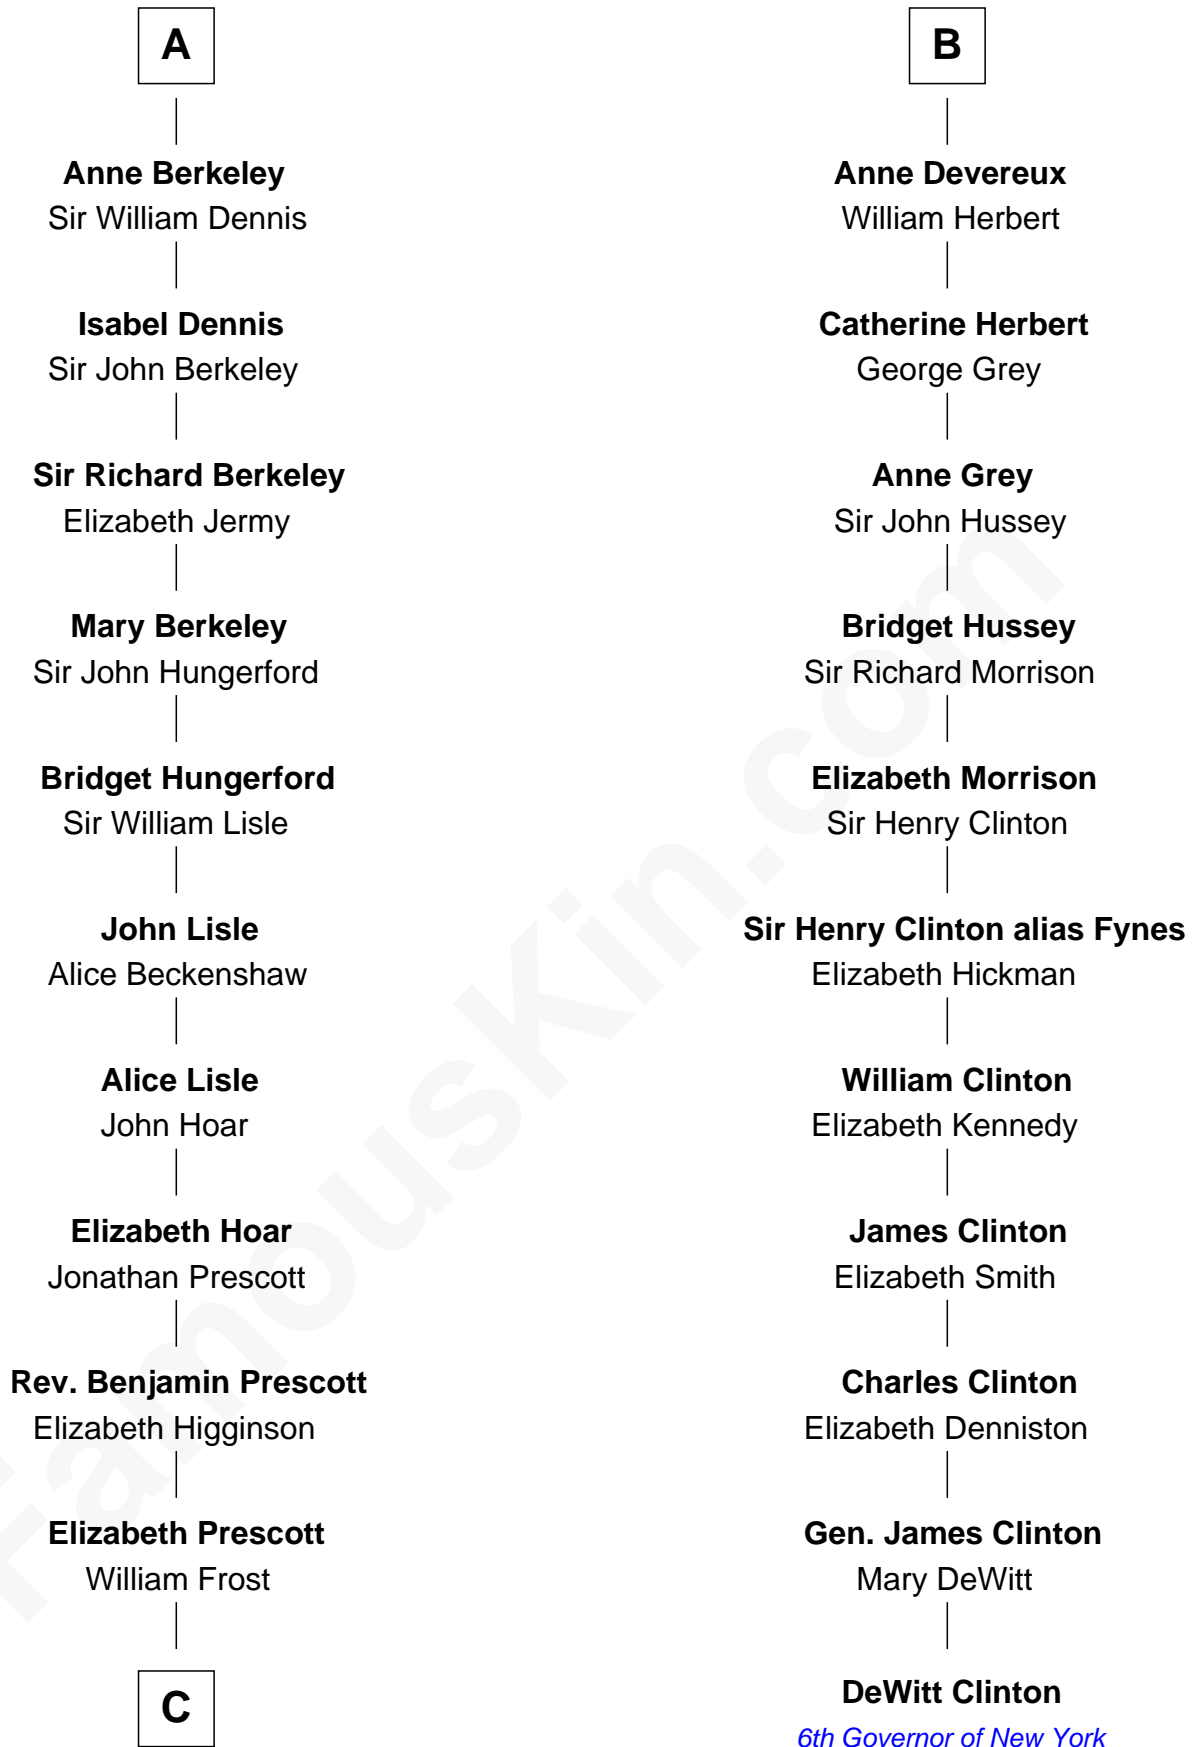 A
Anne Berkeley
Sir William Dennis
Isabel Dennis
Sir John Berkeley
Sir Richard Berkeley
Elizabeth Jermy
Mary Berkeley
Sir John Hungerford
Bridget Hungerford
Sir William Lisle
John Lisle
Alice Beckenshaw
Alice Lisle
John Hoar
Elizabeth Hoar
Jonathan Prescott
Rev. Benjamin Prescott
Elizabeth Higginson
Elizabeth Prescott
William Frost
C
B
Anne Devereux
William Herbert
Catherine Herbert
George Grey
Anne Grey
Sir John Hussey
Bridget Hussey
Sir Richard Morrison
Elizabeth Morrison
Sir Henry Clinton
Sir Henry Clinton alias Fynes
Elizabeth Hickman
William Clinton
Elizabeth Kennedy
James Clinton
Elizabeth Smith
Charles Clinton
Elizabeth Denniston
Gen. James Clinton
Mary DeWitt
DeWitt Clinton
6th Governor of New York
FamousKin.com